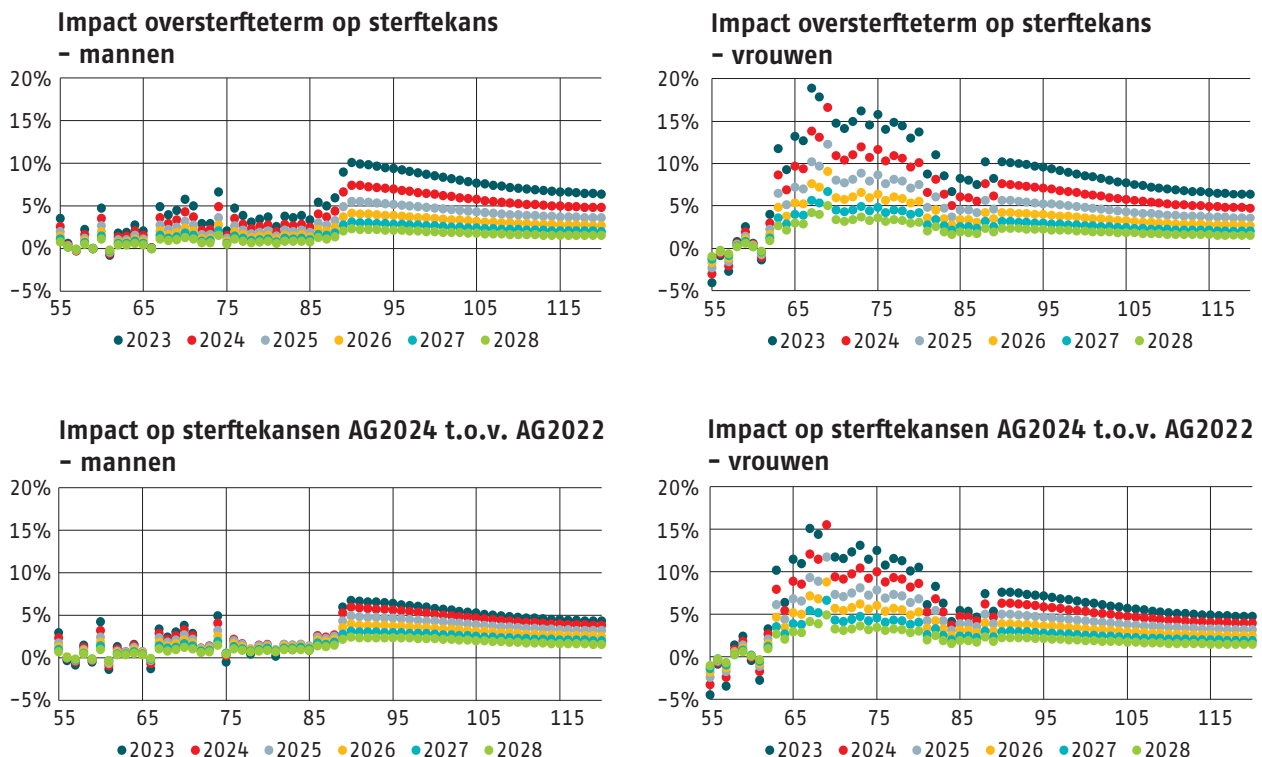 Impact oversterfteterm op sterftekans
– mannen
20%
15%
10%
5%
0%
–5%
55 65 75 85 95 105 115
2023 2024 2025 2026 2027 2028
Impact oversterfteterm op sterftekans
– vrouwen
20%
15%
10%
5%
0%
–5%
55 65 75 85 95 105 115
2023 2024 2025 2026 2027 2028
Impact op sterftekansen AG2024 t.o.v. AG2022
– mannen
20%
15%
10%
5%
0%
–5%
55 65 75 85 95 105 115
2023 2024 2025 2026 2027 2028
Impact op sterftekansen AG2024 t.o.v. AG2022
– vrouwen
20%
15%
10%
5%
0%
–5%
55 65 75 85 95 105 115
2023 2024 2025 2026 2027 2028